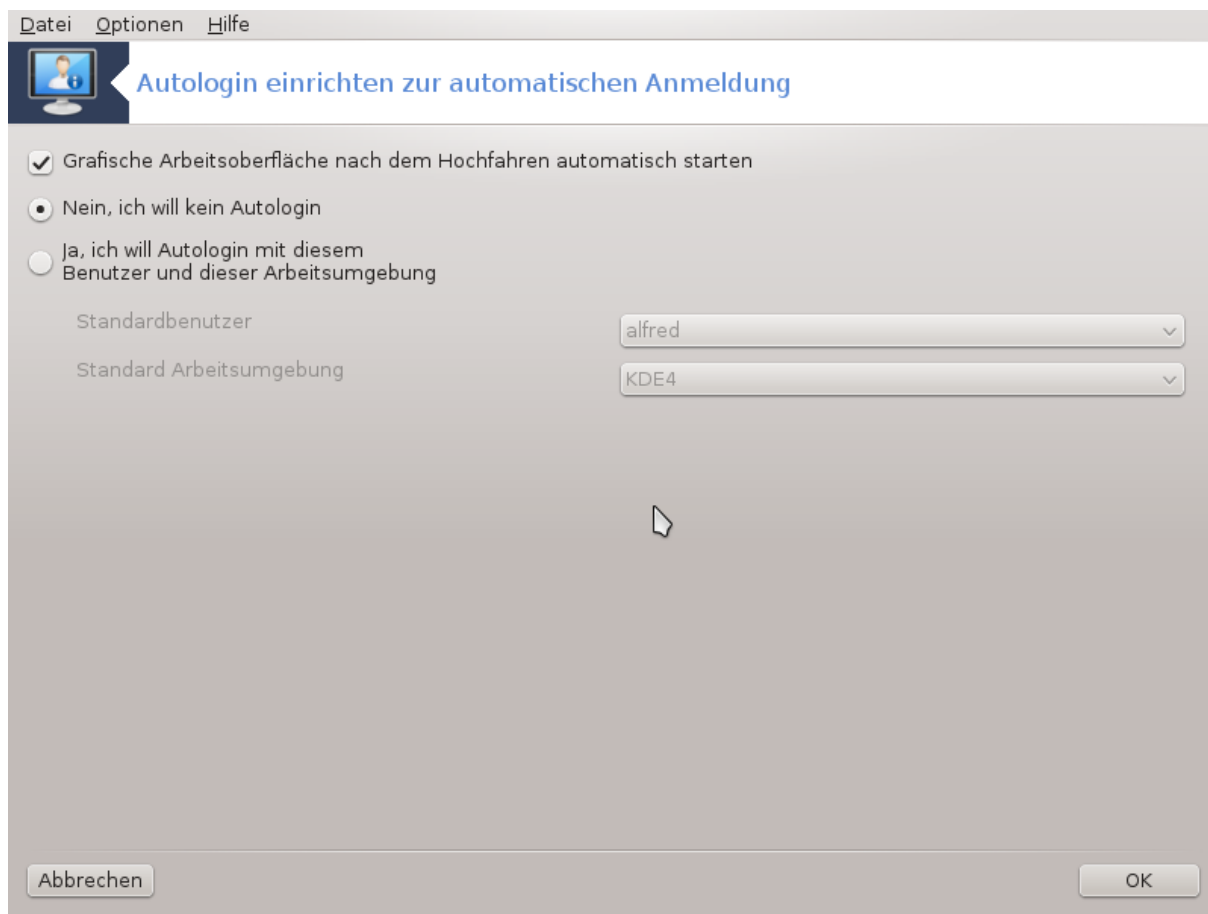 Datei Optionen Hilfe
Autologin einrichten zur automatischen Anmeldung
Grafische Arbeitsoberfläche nach dem Hochfahren automatisch starten
Nein, ich will kein Autologin
Ja, ich will Autologin mit diesem
Benutzer und dieser Arbeitsumgebung
Standardbenutzer alfred
Standard Arbeitsumgebung KDE4
Abbrechen OK